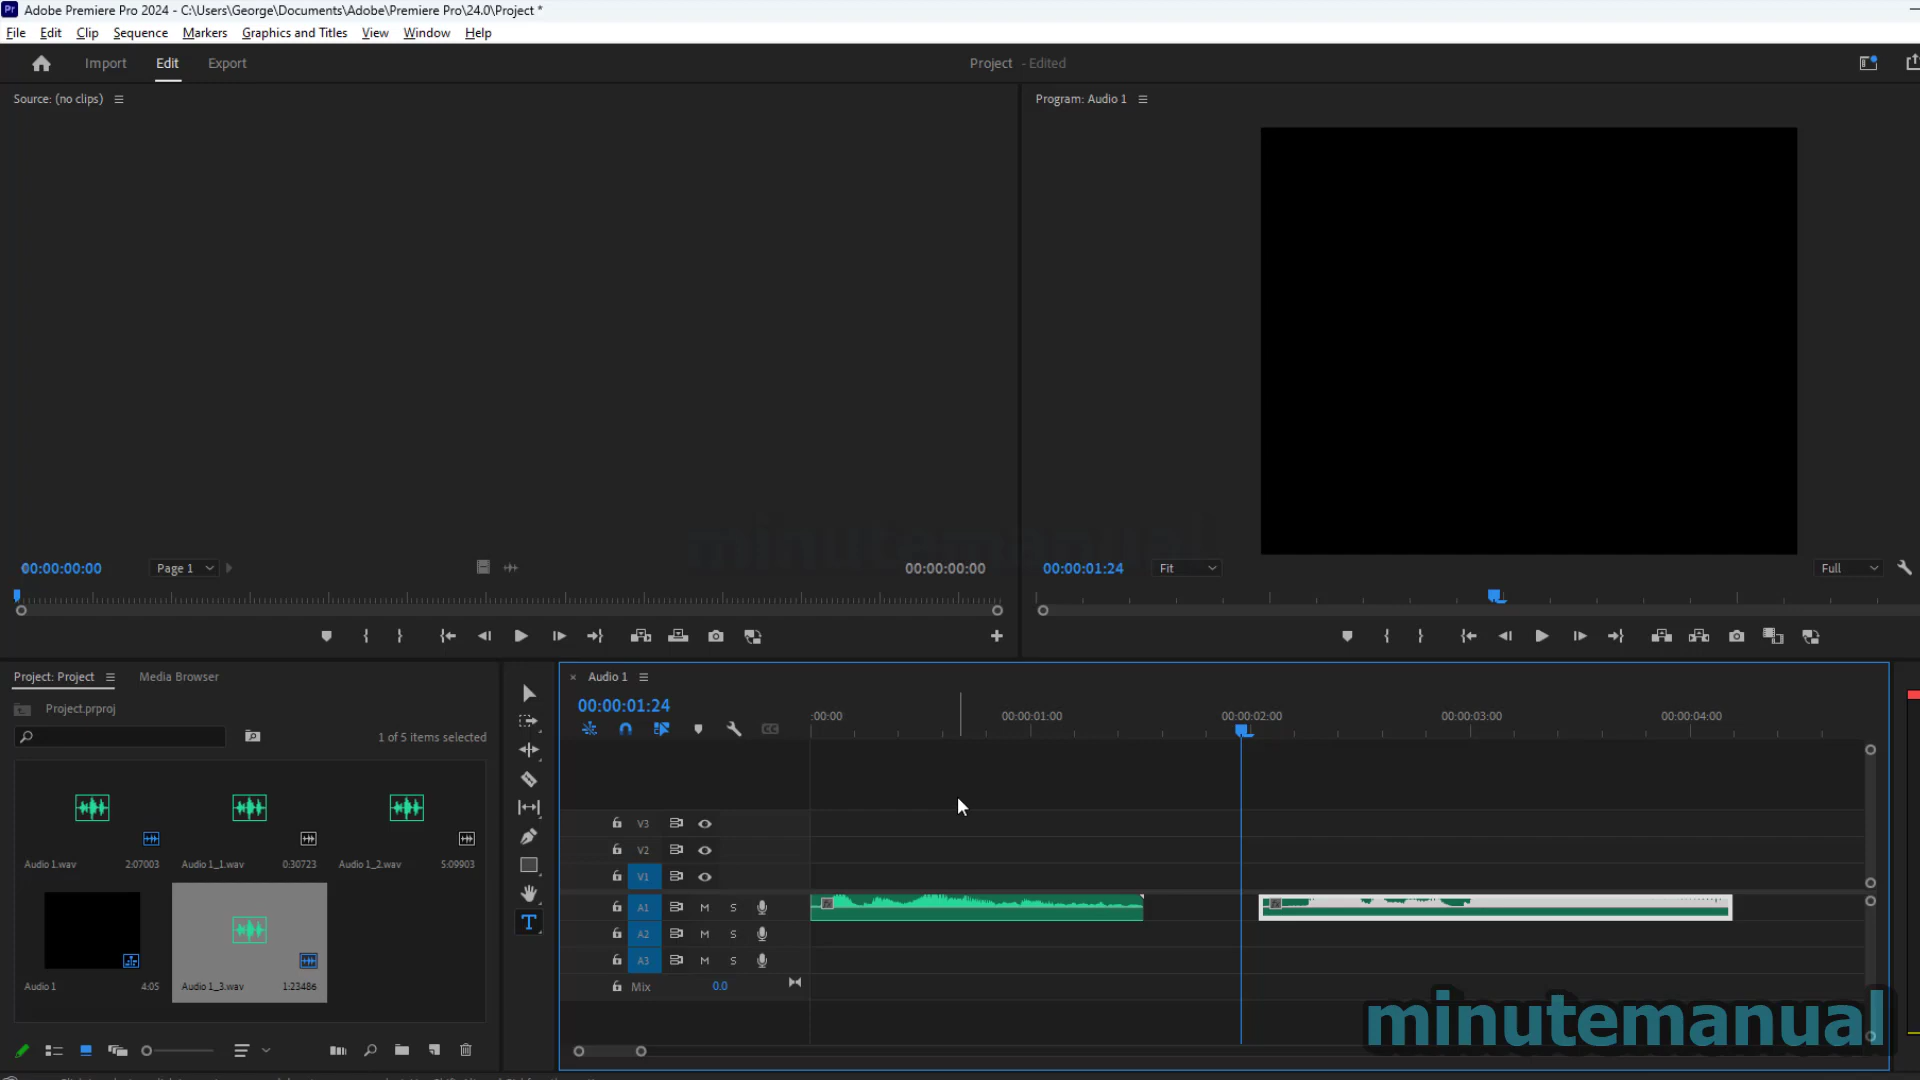 Adobe Premiere Pro 2024 - C:\Users\George\Documents\Adobe\Premiere Pro\24.0\Project *
File Edit Clip Sequence Markers Graphics and Titles View Window Help
Import Edit Export Project - Edited
Source: (no clips)
Program: Audio 1
minutemanual
00:00:00:00 Page 1 00:00:00:00
00:00:01:24 Fit Full
Project: Project Media Browser
Project.prproj
1 of 5 items selected
Audio 1.wav 2:07003 Audio 1_1.wav 0:30723 Audio 1_2.wav 5:09903
Audio 1 4:05 Audio 1_3.wav 1:23486
× Audio 1
00:00:01:24
:00:00 00:00:01:00 00:00:02:00 00:00:03:00 00:00:04:00
CC
V3
V2
V1
A1 M S
A2 M S
A3 M S
Mix 0.0
minutemanual